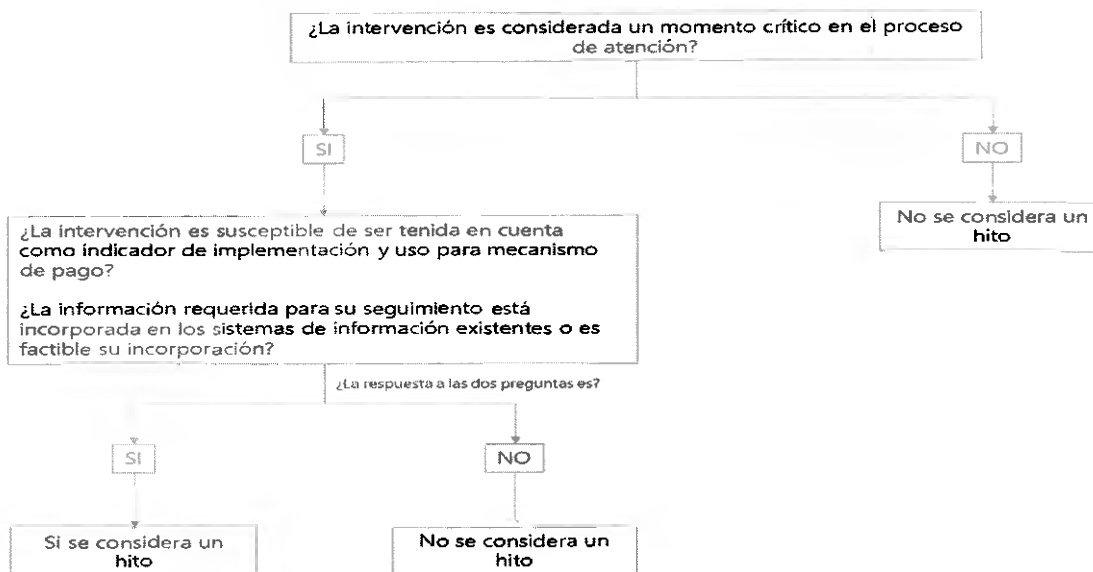 ¿La intervención es considerada un momento crítico en el proceso
de atención?
SI
NO
¿La intervención es susceptible de ser tenida en cuenta
como indicador de implementación y uso para mecanismo
de pago?
¿La información requerida para su seguimiento está
incorporada en los sistemas de información existentes o es
factible su incorporación?
No se considera un
hito
¿La respuesta a las dos preguntas es?
SI
NO
Si se considera un
hito
No se considera un
hito